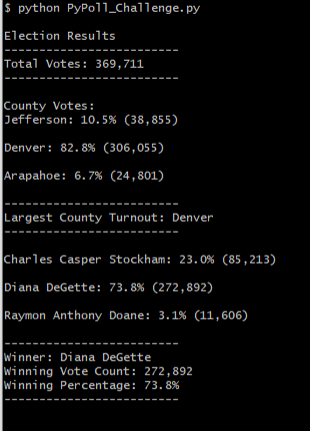 $ python PyPoll_Challenge.py
Election Results
-------------------------
Total Votes: 369,711
-------------------------
County Votes:
Jefferson: 10.5% (38,855)
Denver: 82.8% (306,055)
Arapahoe: 6.7% (24,801)
-------------------------
Largest County Turnout: Denver
-------------------------
Charles Casper Stockham: 23.0% (85,213)
Diana DeGette: 73.8% (272,892)
Raymon Anthony Doane: 3.1% (11,606)
-------------------------
Winner: Diana DeGette
Winning Vote Count: 272,892
Winning Percentage: 73.8%
-------------------------